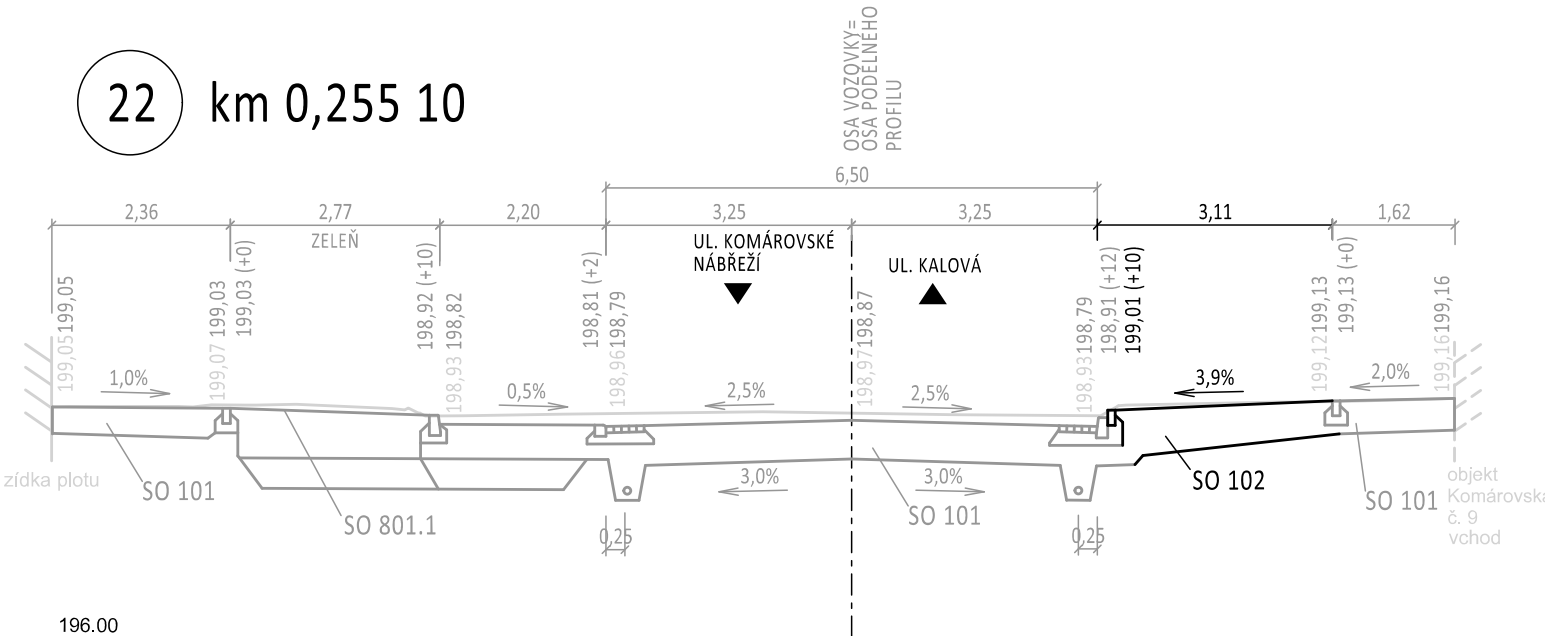 22 km 0,255 10
OSA VOZOVKY=
OSA PODÉLNÉHO
PROFILU
6,50
2,36
2,77
2,20
3,25
3,25
3,11
1,62
ZELEŇ
UL. KOMÁROVSKÉ
NÁBŘEŽÍ
UL. KALOVÁ
199,05 199,05
199,07 199,03
199,03 (+0)
198,92 (+10)
198,93 198,82
198,81 (+2)
198,96 198,79
198,97 198,87
198,93 198,79
198,91 (+12)
199,01 (+10)
199,12 199,13
199,13 (+0)
199,16 199,16
1,0%
0,5%
2,5%
2,5%
3,9%
2,0%
3,0%
3,0%
zídka plotu
SO 101
SO 801.1
SO 101
SO 102
SO 101
objekt
Komárovská
č. 9
vchod
0,25
0,25
196.00